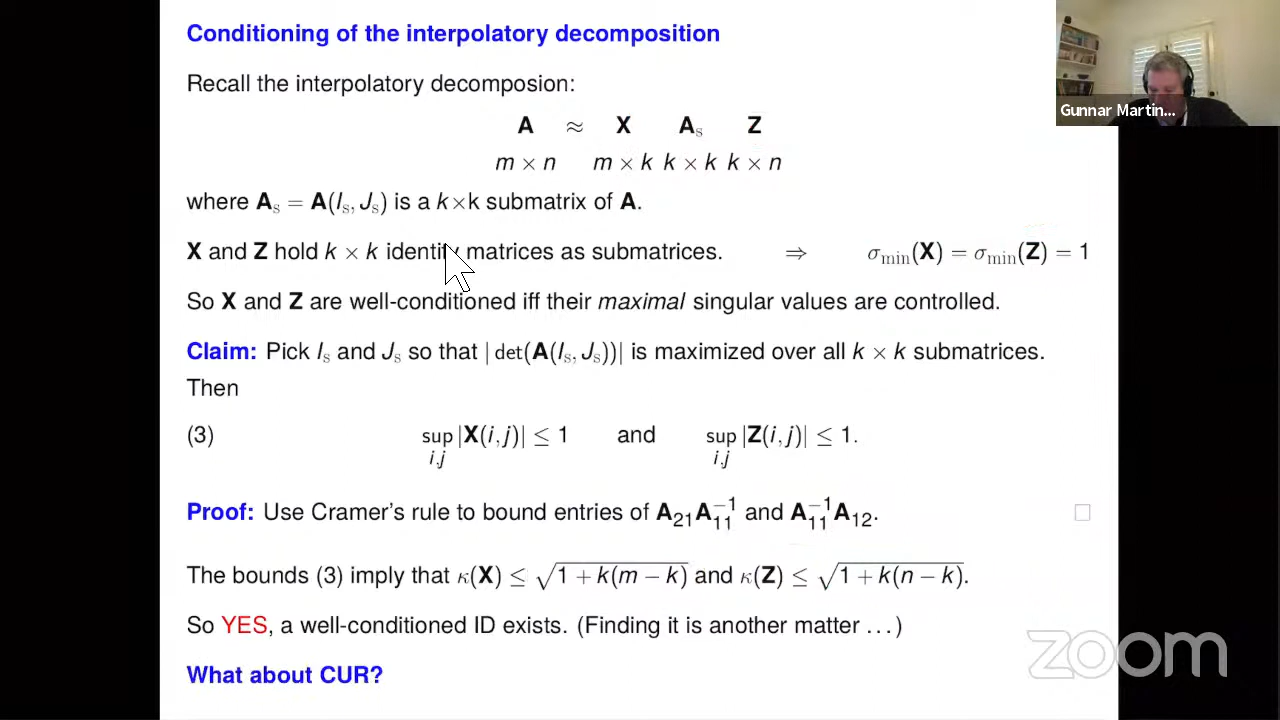 Conditioning of the interpolatory decomposition
Gunnar Martin...
Recall the interpolatory decomposion:
A ≈ X A_s Z
m × n m × k k × k k × n
where A_s = A(I_s, J_s) is a k×k submatrix of A.
X and Z hold k × k identity matrices as submatrices. ⇒ σ_min(X) = σ_min(Z) = 1
So X and Z are well-conditioned iff their maximal singular values are controlled.
Claim: Pick I_s and J_s so that | det(A(I_s, J_s))| is maximized over all k × k submatrices.
Then
(3) sup_{i,j} |X(i, j)| ≤ 1 and sup_{i,j} |Z(i, j)| ≤ 1.
Proof: Use Cramer's rule to bound entries of A_21 A_11^{-1} and A_11^{-1} A_12. □
The bounds (3) imply that κ(X) ≤ √(1 + k(m − k)) and κ(Z) ≤ √(1 + k(n − k)).
So YES, a well-conditioned ID exists. (Finding it is another matter ...)
zoom
What about CUR?